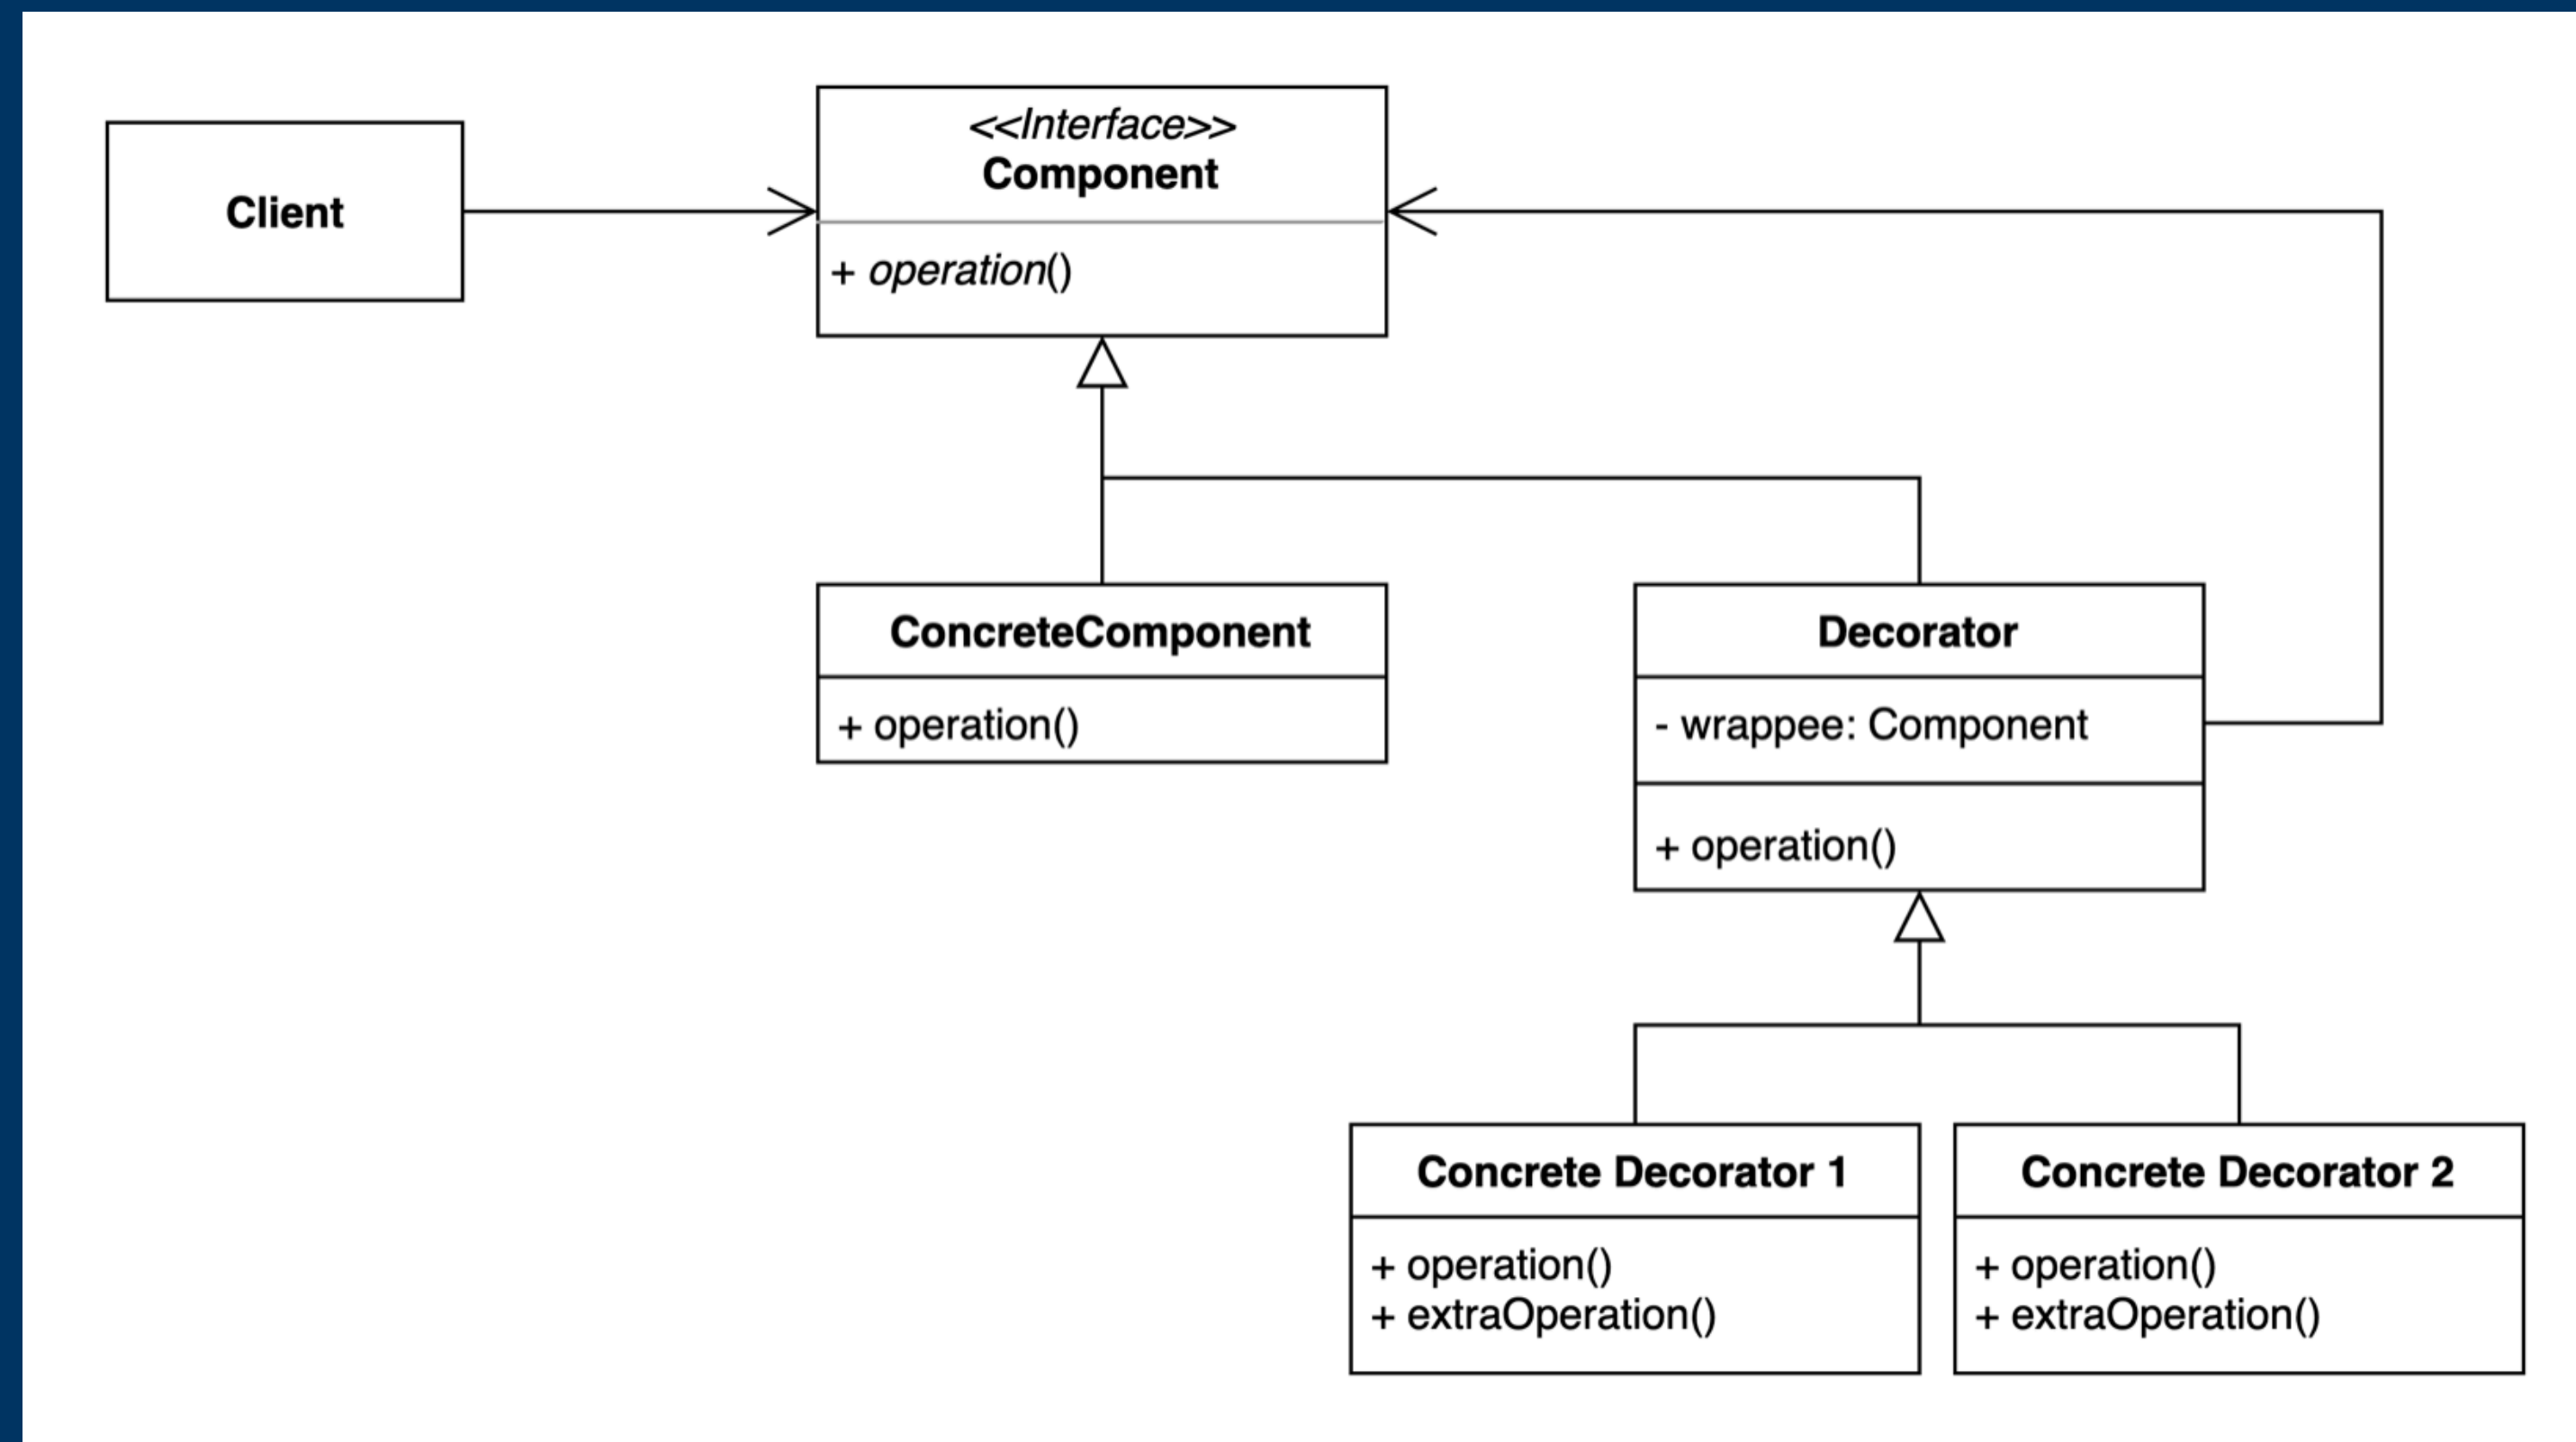 <<Interface>>
Component
+ operation()
Client
ConcreteComponent
+ operation()
Decorator
- wrappee: Component
+ operation()
Concrete Decorator 1
+ operation()
+ extraOperation()
Concrete Decorator 2
+ operation()
+ extraOperation()